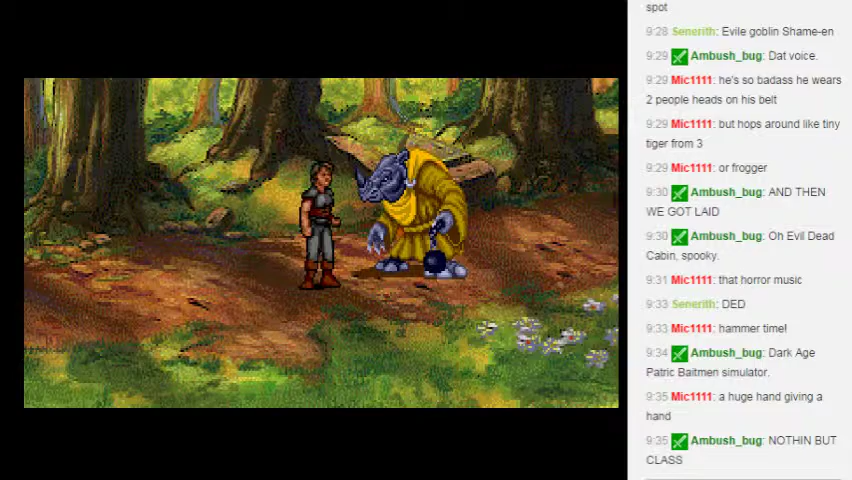 spot
9:28 Senerith: Evile goblin Shame-en
9:29 Ambush_bug: Dat voice.
9:29 Mic1111: he's so badass he wears
2 people heads on his belt
9:29 Mic1111: but hops around like tiny
tiger from 3
9:29 Mic1111: or frogger
9:30 Ambush_bug: AND THEN
WE GOT LAID
9:30 Ambush_bug: Oh Evil Dead
Cabin, spooky.
9:31 Mic1111: that horror music
9:33 Senerith: DED
9:33 Mic1111: hammer time!
9:34 Ambush_bug: Dark Age
Patric Baitmen simulator.
9:35 Mic1111: a huge hand giving a
hand
9:35 Ambush_bug: NOTHIN BUT
CLASS